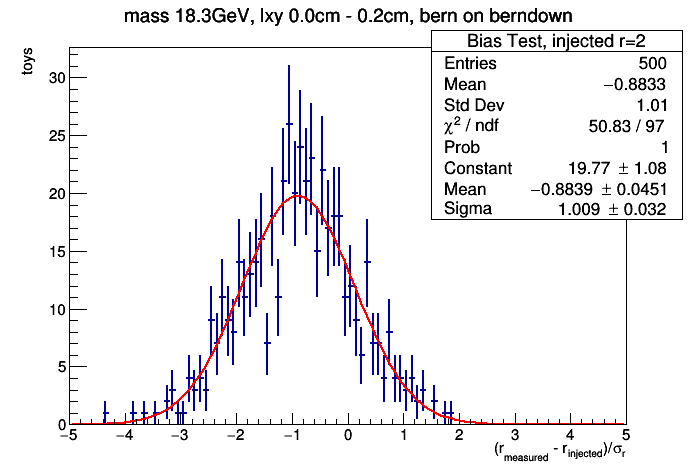 mass 18.3GeV, lxy 0.0cm - 0.2cm, bern on berndown
Bias Test, injected r=2
Entries 500
Mean −0.8833
Std Dev 1.01
χ² / ndf 50.83 / 97
Prob 1
Constant 19.77 ± 1.08
Mean −0.8839 ± 0.0451
Sigma 1.009 ± 0.032
toys
30
25
20
15
10
5
0
−5 −4 −3 −2 −1 0 1 2 3 4 5
(r_measured - r_injected)/σ_r